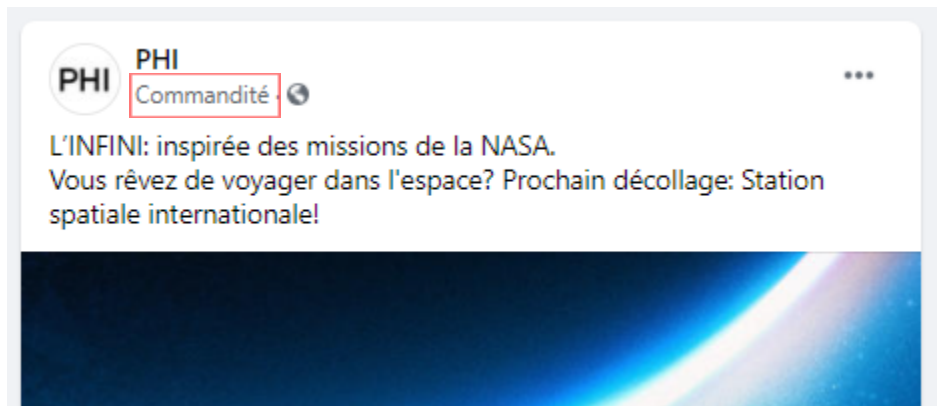 PHI
PHI
Commandité ·
L'INFINI: inspirée des missions de la NASA.
Vous rêvez de voyager dans l'espace? Prochain décollage: Station
spatiale internationale!